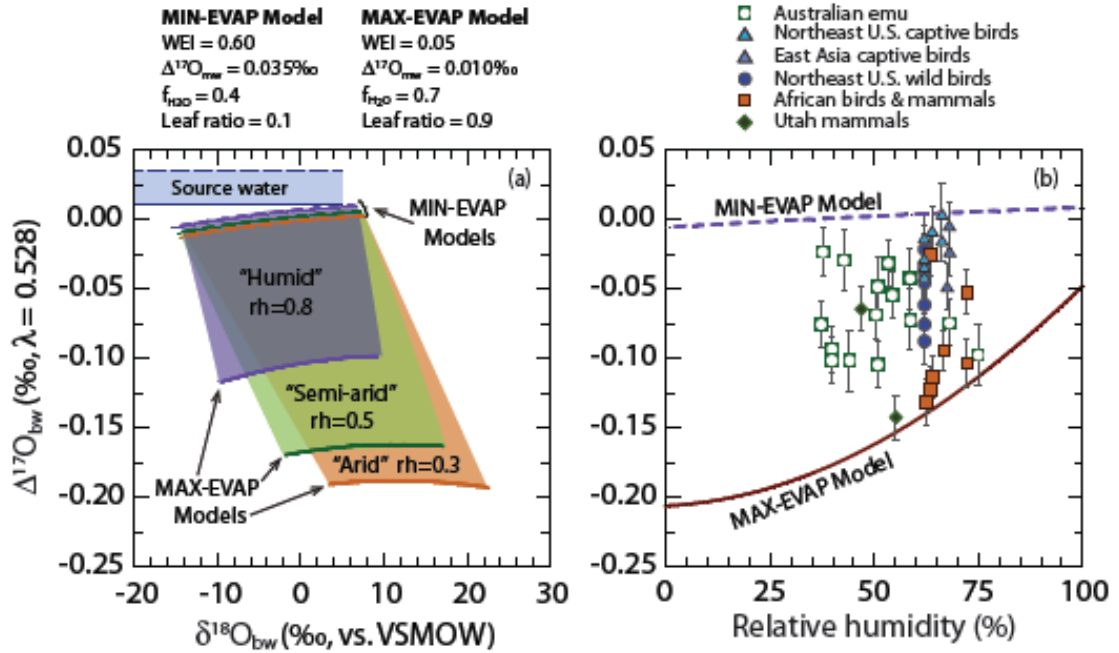 MIN-EVAP Model
WEI = 0.60
Δ¹⁷Oₘw = 0.035‰
f_H₂O = 0.4
Leaf ratio = 0.1
MAX-EVAP Model
WEI = 0.05
Δ¹⁷Oₘw = 0.010‰
f_H₂O = 0.7
Leaf ratio = 0.9
Australian emu
Northeast U.S. captive birds
East Asia captive birds
Northeast U.S. wild birds
African birds & mammals
Utah mammals
0.05
0.00
-0.05
-0.10
-0.15
-0.20
-0.25
Δ¹⁷O_bw (‰, λ = 0.528)
(a)
Source water
MIN-EVAP
Models
"Humid"
rh=0.8
"Semi-arid"
rh=0.5
"Arid" rh=0.3
MAX-EVAP
Models
-20 -10 0 10 20 30
δ¹⁸O_bw (‰, vs. VSMOW)
0.05
0.00
-0.05
-0.10
-0.15
-0.20
-0.25
(b)
MIN-EVAP Model
MAX-EVAP Model
0 25 50 75 100
Relative humidity (%)